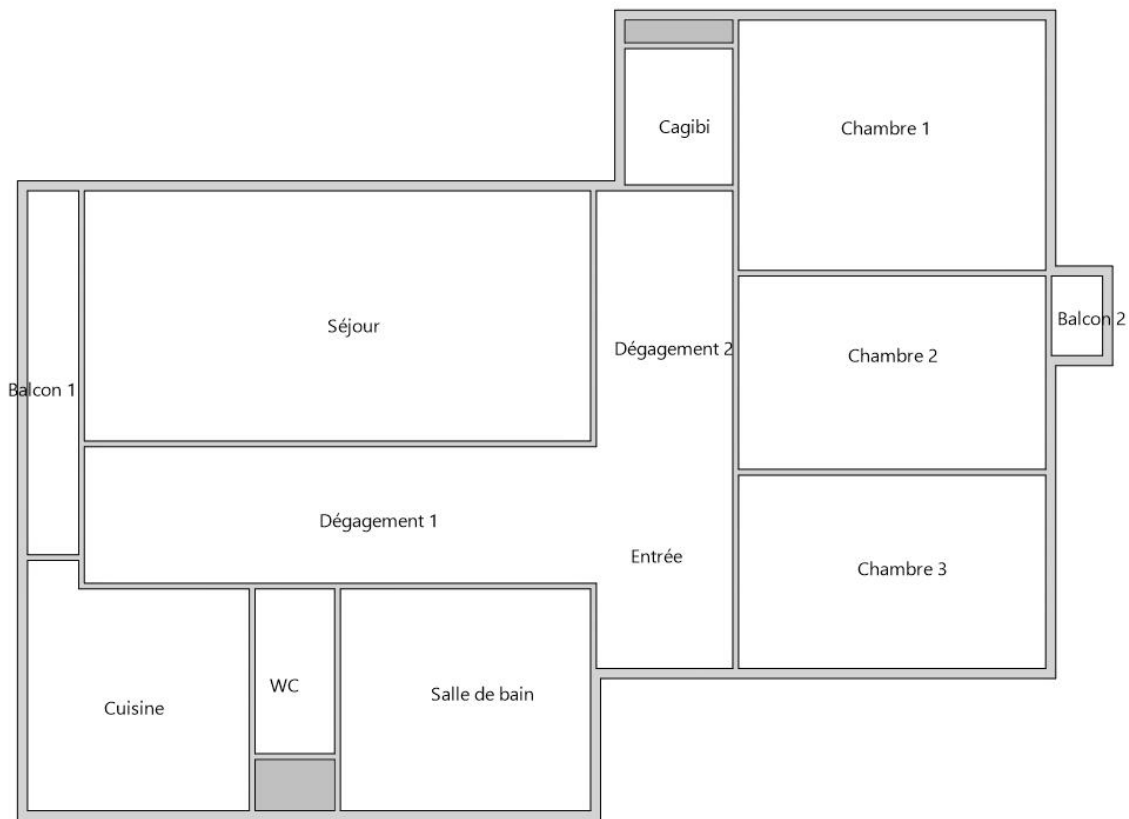 Cagibi
Chambre 1
Balcon 2
Séjour
Dégagement 2
Chambre 2
Balcon 1
Dégagement 1
Entrée
Chambre 3
WC
Salle de bain
Cuisine